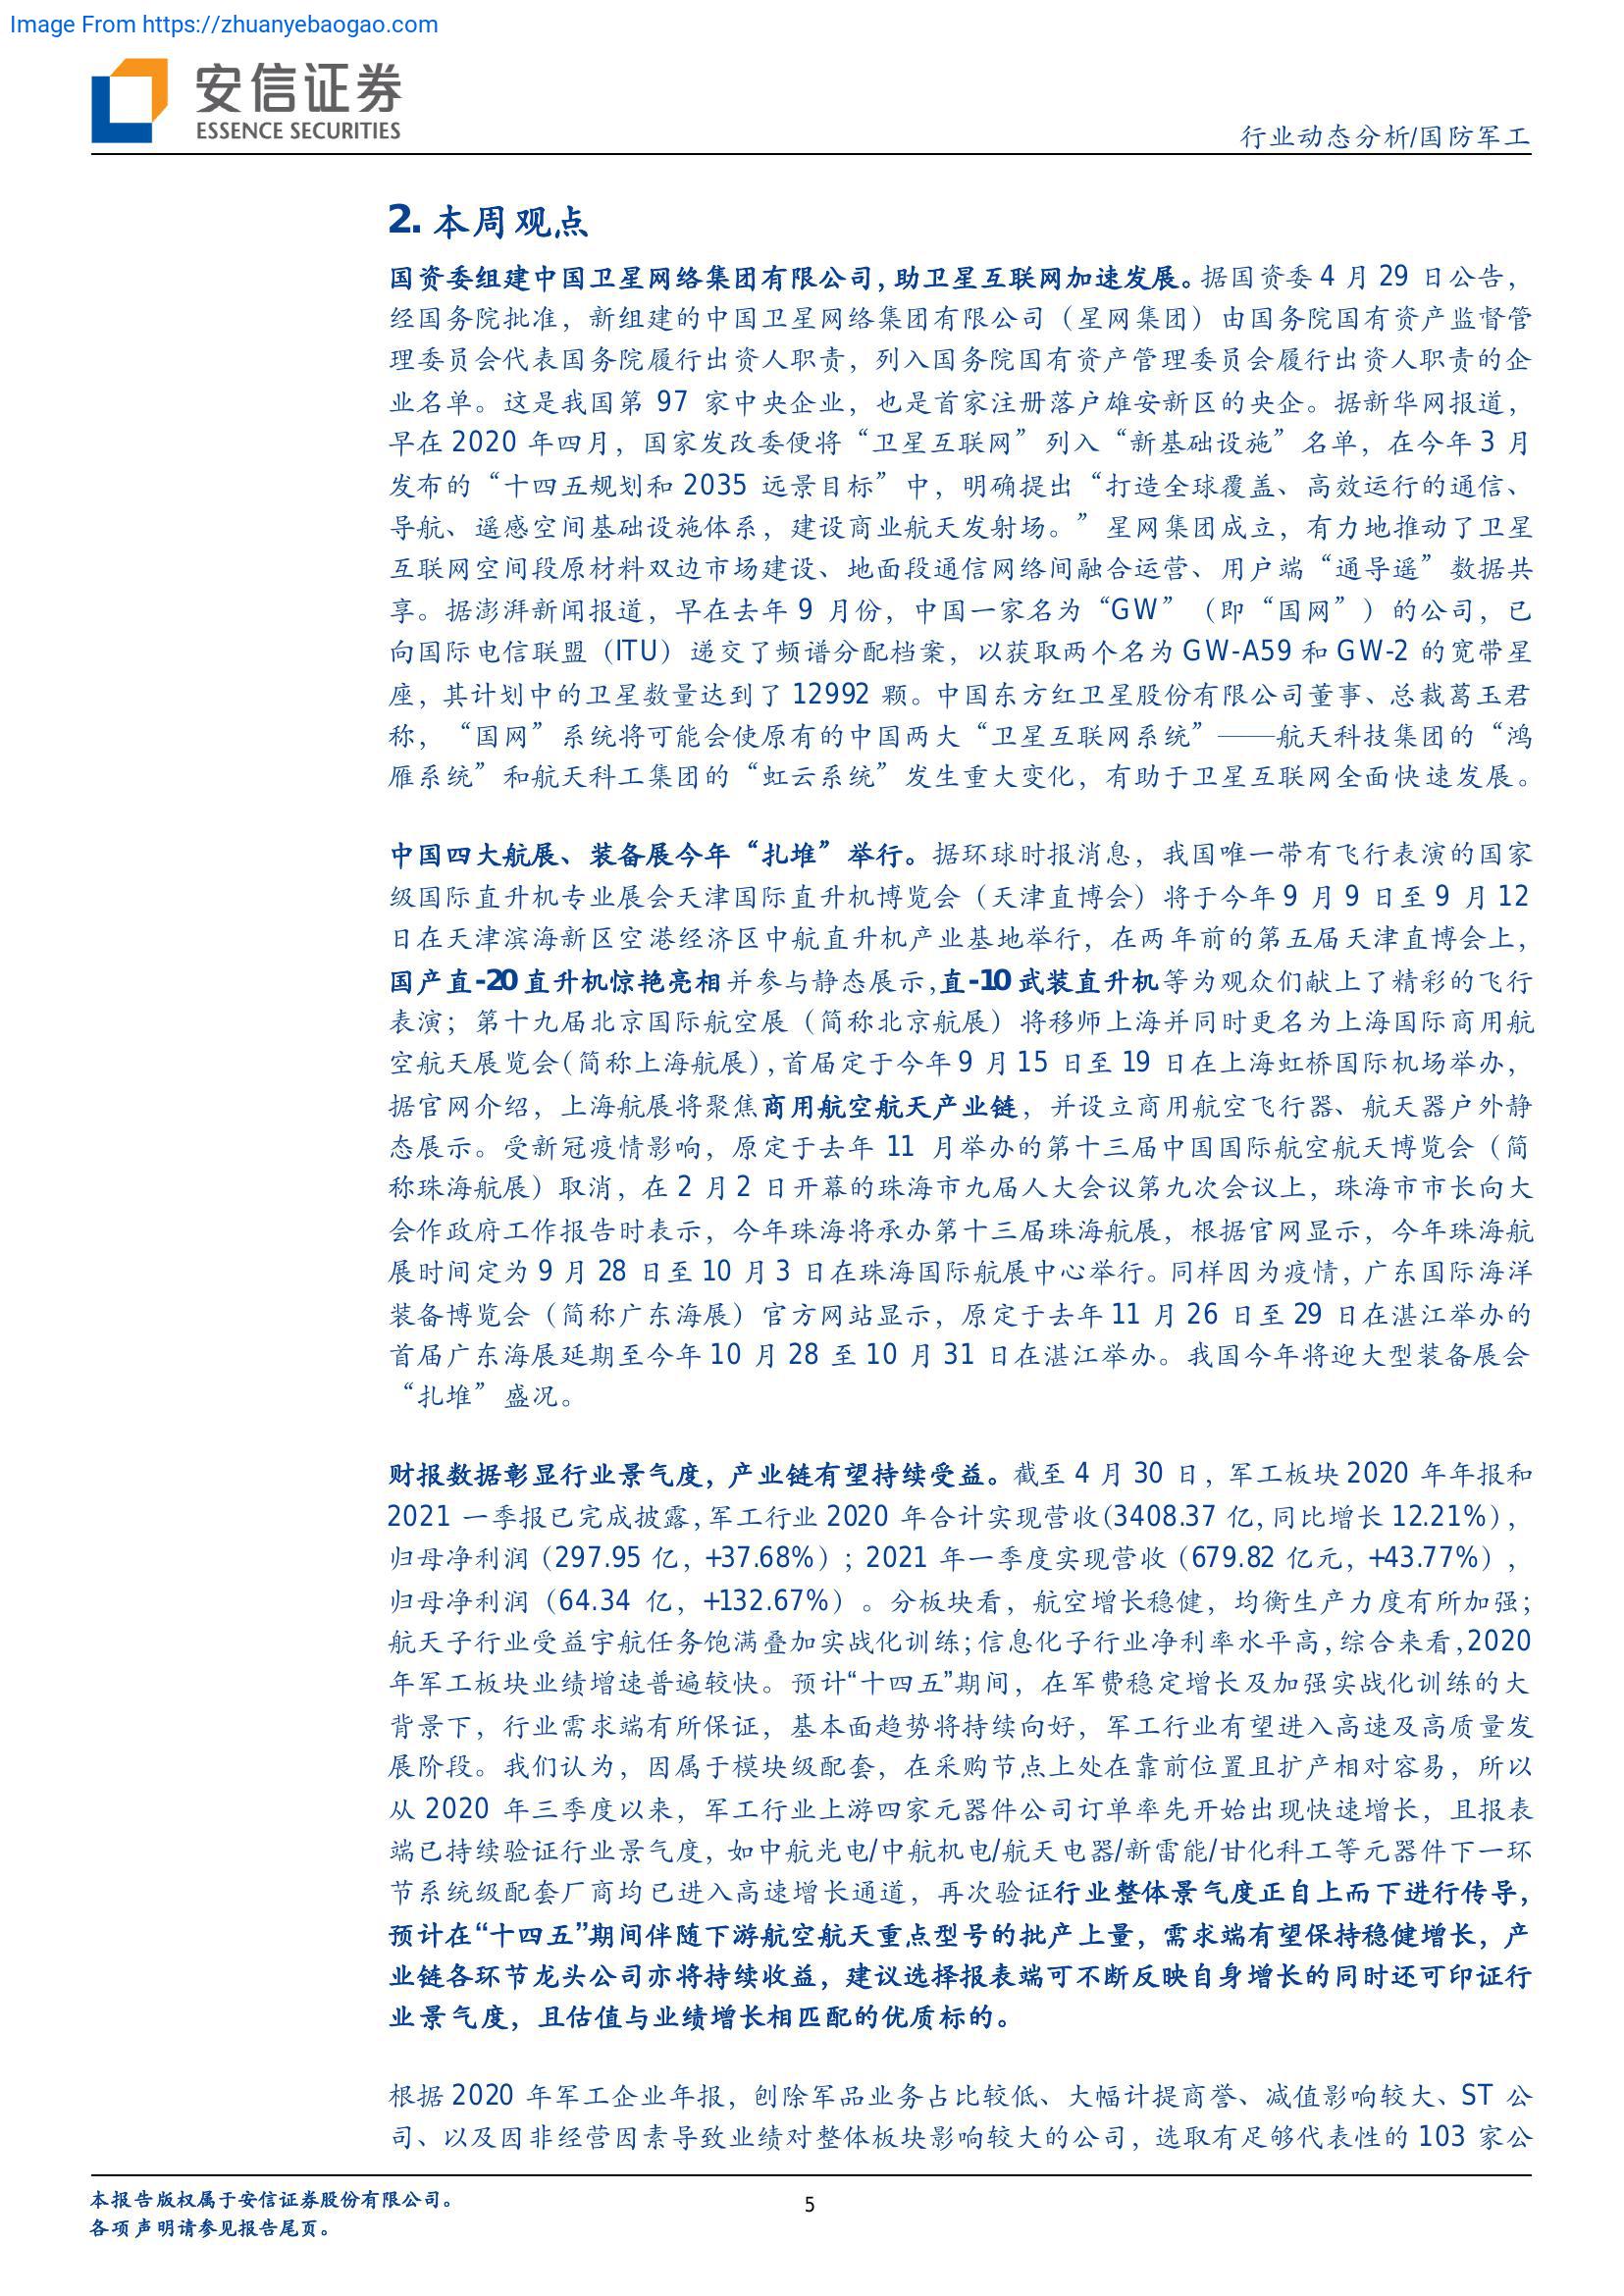 Image From https://zhuanyebaogao.com
安信证券
ESSENCE SECURITIES
行业动态分析/国防军工
2. 本周观点
国资委组建中国卫星网络集团有限公司，助卫星互联网加速发展。据国资委 4 月 29 日公告，
经国务院批准，新组建的中国卫星网络集团有限公司（星网集团）由国务院国有资产监督管
理委员会代表国务院履行出资人职责，列入国务院国有资产管理委员会履行出资人职责的企
业名单。这是我国第 97 家中央企业，也是首家注册落户雄安新区的央企。据新华网报道，
早在 2020 年四月，国家发改委便将“卫星互联网”列入“新基础设施”名单，在今年 3 月
发布的“十四五规划和 2035 远景目标”中，明确提出“打造全球覆盖、高效运行的通信、
导航、遥感空间基础设施体系，建设商业航天发射场。”星网集团成立，有力地推动了卫星
互联网空间段原材料双边市场建设、地面段通信网络间融合运营、用户端“通导遥”数据共
享。据澎湃新闻报道，早在去年 9 月份，中国一家名为“GW”（即“国网”）的公司，已
向国际电信联盟（ITU）递交了频谱分配档案，以获取两个名为 GW-A59 和 GW-2 的宽带星
座，其计划中的卫星数量达到了 12992 颗。中国东方红卫星股份有限公司董事、总裁葛玉君
称，“国网”系统将可能会使原有的中国两大“卫星互联网系统”——航天科技集团的“鸿
雁系统”和航天科工集团的“虹云系统”发生重大变化，有助于卫星互联网全面快速发展。
中国四大航展、装备展今年“扎堆”举行。据环球时报消息，我国唯一带有飞行表演的国家
级国际直升机专业展会天津国际直升机博览会（天津直博会）将于今年 9 月 9 日至 9 月 12
日在天津滨海新区空港经济区中航直升机产业基地举行，在两年前的第五届天津直博会上，
国产直-20 直升机惊艳亮相并参与静态展示，直-10 武装直升机等为观众们献上了精彩的飞行
表演；第十九届北京国际航空展（简称北京航展）将移师上海并同时更名为上海国际商用航
空航天展览会(简称上海航展)，首届定于今年 9 月 15 日至 19 日在上海虹桥国际机场举办，
据官网介绍，上海航展将聚焦商用航空航天产业链，并设立商用航空飞行器、航天器户外静
态展示。受新冠疫情影响，原定于去年 11 月举办的第十三届中国国际航空航天博览会（简
称珠海航展）取消，在 2 月 2 日开幕的珠海市九届人大会议第九次会议上，珠海市市长向大
会作政府工作报告时表示，今年珠海将承办第十三届珠海航展，根据官网显示，今年珠海航
展时间定为 9 月 28 日至 10 月 3 日在珠海国际航展中心举行。同样因为疫情，广东国际海洋
装备博览会（简称广东海展）官方网站显示，原定于去年 11 月 26 日至 29 日在湛江举办的
首届广东海展延期至今年 10 月 28 至 10 月 31 日在湛江举办。我国今年将迎大型装备展会
“扎堆”盛况。
财报数据彰显行业景气度，产业链有望持续受益。截至 4 月 30 日，军工板块 2020 年年报和
2021 一季报已完成披露，军工行业 2020 年合计实现营收(3408.37 亿，同比增长 12.21%)，
归母净利润（297.95 亿，+37.68%）；2021 年一季度实现营收（679.82 亿元，+43.77%），
归母净利润（64.34 亿，+132.67%）。分板块看，航空增长稳健，均衡生产力度有所加强；
航天子行业受益宇航任务饱满叠加实战化训练；信息化子行业净利率水平高，综合来看，2020
年军工板块业绩增速普遍较快。预计“十四五”期间，在军费稳定增长及加强实战化训练的大
背景下，行业需求端有所保证，基本面趋势将持续向好，军工行业有望进入高速及高质量发
展阶段。我们认为，因属于模块级配套，在采购节点上处在靠前位置且扩产相对容易，所以
从 2020 年三季度以来，军工行业上游四家元器件公司订单率先开始出现快速增长，且报表
端已持续验证行业景气度，如中航光电/中航机电/航天电器/新雷能/甘化科工等元器件下一环
节系统级配套厂商均已进入高速增长通道，再次验证行业整体景气度正自上而下进行传导，
预计在“十四五”期间伴随下游航空航天重点型号的批产上量，需求端有望保持稳健增长，产
业链各环节龙头公司亦将持续收益，建议选择报表端可不断反映自身增长的同时还可印证行
业景气度，且估值与业绩增长相匹配的优质标的。
根据 2020 年军工企业年报，刨除军品业务占比较低、大幅计提商誉、减值影响较大、ST 公
司、以及因非经营因素导致业绩对整体板块影响较大的公司，选取有足够代表性的 103 家公
本报告版权属于安信证券股份有限公司。
各项声明请参见报告尾页。
5